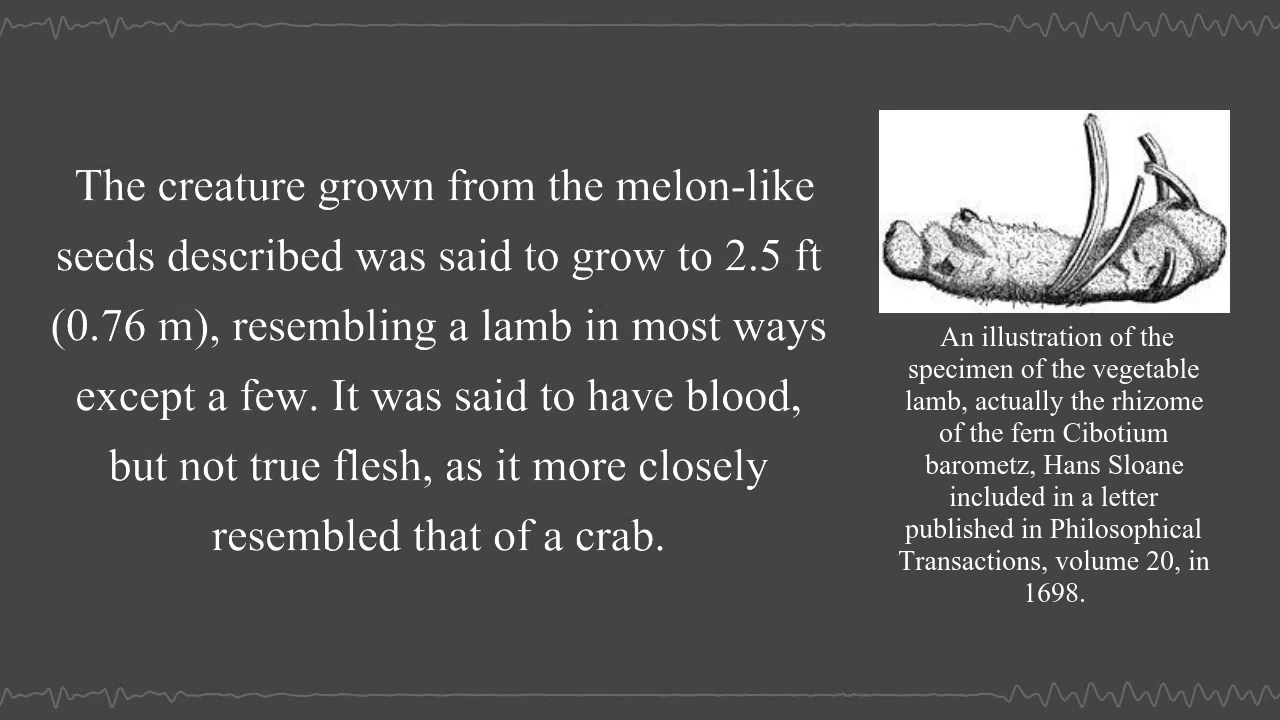 The creature grown from the melon-like
seeds described was said to grow to 2.5 ft
(0.76 m), resembling a lamb in most ways
except a few. It was said to have blood,
but not true flesh, as it more closely
resembled that of a crab.
An illustration of the
specimen of the vegetable
lamb, actually the rhizome
of the fern Cibotium
barometz, Hans Sloane
included in a letter
published in Philosophical
Transactions, volume 20, in
1698.